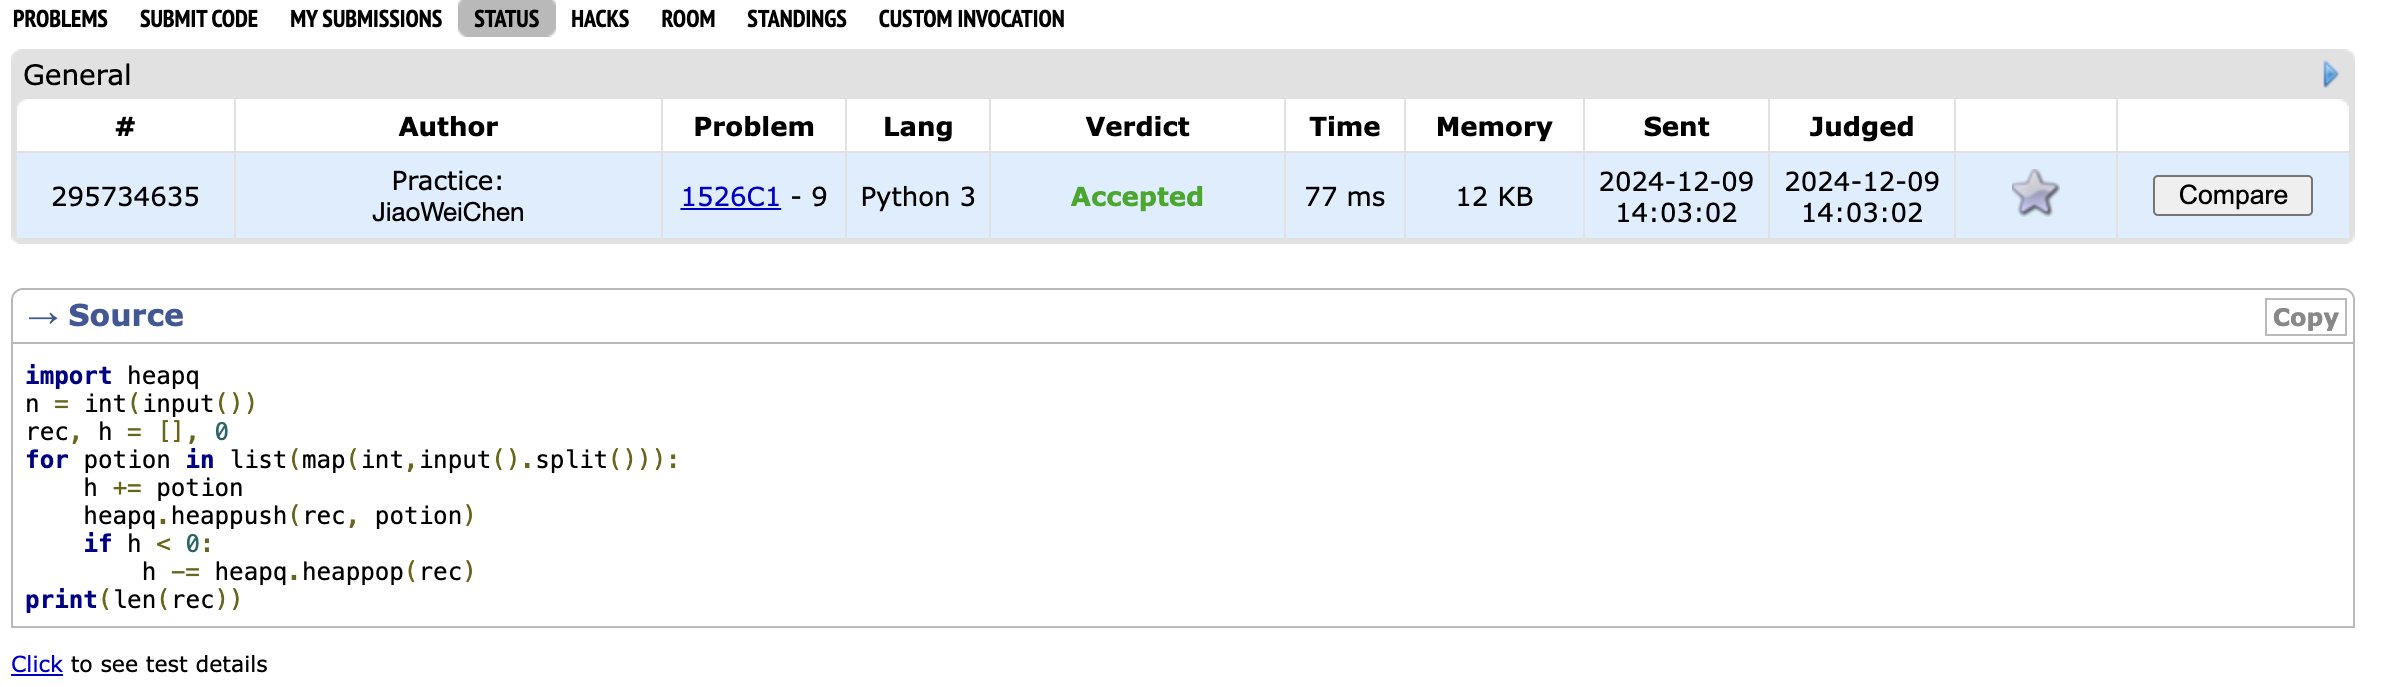 PROBLEMS SUBMIT CODE MY SUBMISSIONS STATUS HACKS ROOM STANDINGS CUSTOM INVOCATION
General
# Author Problem Lang Verdict Time Memory Sent Judged
295734635 Practice: JiaoWeiChen 1526C1 - 9 Python 3 Accepted 77 ms 12 KB 2024-12-09 14:03:02 2024-12-09 14:03:02 Compare
→ Source Copy
import heapq
n = int(input())
rec, h = [], 0
for potion in list(map(int,input().split())):
    h += potion
    heapq.heappush(rec, potion)
    if h < 0:
        h -= heapq.heappop(rec)
print(len(rec))
Click to see test details